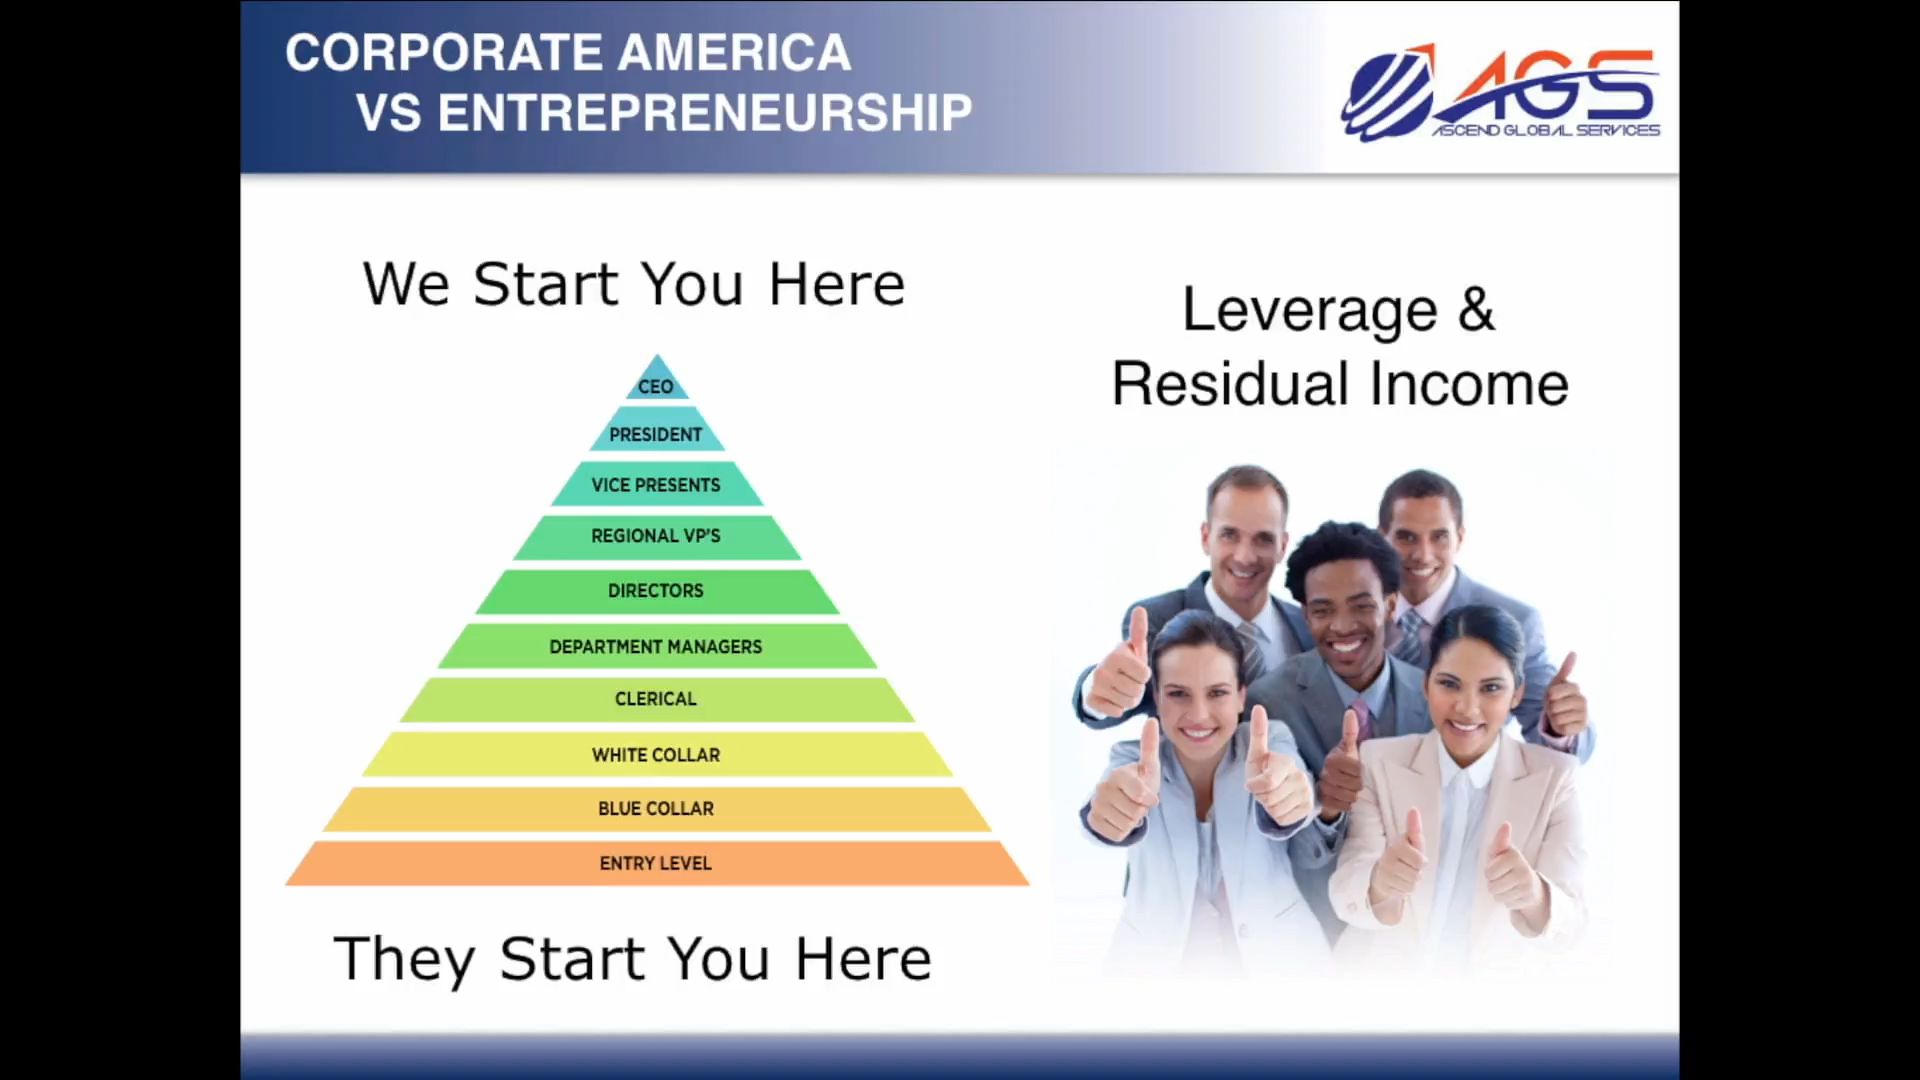 CORPORATE AMERICA
VS ENTREPRENEURSHIP
AGS
ASCEND GLOBAL SERVICES
We Start You Here
CEO
PRESIDENT
VICE PRESENTS
REGIONAL VP'S
DIRECTORS
DEPARTMENT MANAGERS
CLERICAL
WHITE COLLAR
BLUE COLLAR
ENTRY LEVEL
They Start You Here
Leverage &
Residual Income